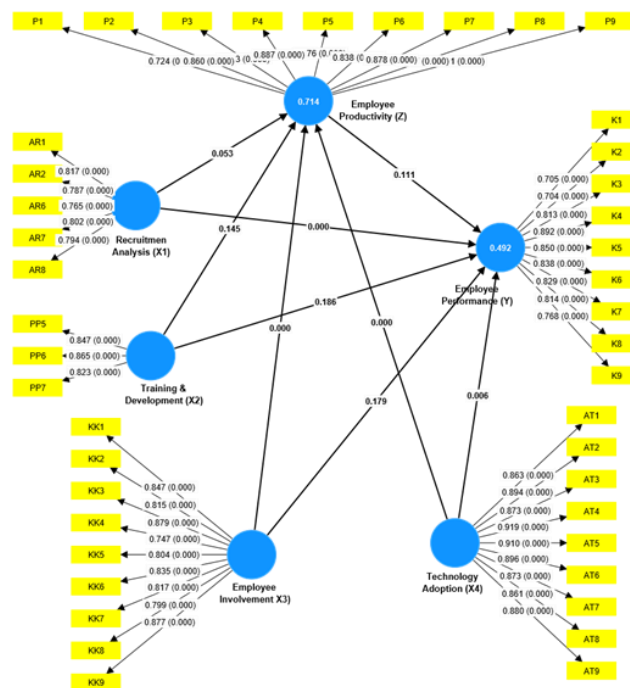 P1 P2 P3 P4 P5 P6 P7 P8 P9
0.724 0.860 (0.000) 0.887 (0.000) 0.838 0.878 (0.000) (0.000)
0.714
Employee
Productivity (Z)
AR1
AR2
AR6
AR7
AR8
0.817 (0.000)
0.787 (0.000)
0.765 (0.000)
0.802 (0.000)
0.794 (0.000)
Recruitmen
Analysis (X1)
0.053
0.111
0.145
0.000
0.186
0.000
0.000
0.179
0.006
K1
K2
K3
K4
K5
K6
K7
K8
K9
0.705 (0.000)
0.704 (0.000)
0.813 (0.000)
0.892 (0.000)
0.850 (0.000)
0.838 (0.000)
0.829 (0.000)
0.814 (0.000)
0.768 (0.000)
0.492
Employee
Performance (Y)
PP5
PP6
PP7
0.847 (0.000)
0.865 (0.000)
0.823 (0.000)
Training &
Development (X2)
KK1
KK2
KK3
KK4
KK5
KK6
KK7
KK8
KK9
0.847 (0.000)
0.815 (0.000)
0.879 (0.000)
0.747 (0.000)
0.804 (0.000)
0.835 (0.000)
0.817 (0.000)
0.799 (0.000)
0.877 (0.000)
Employee
Involvement X3)
AT1
AT2
AT3
AT4
AT5
AT6
AT7
AT8
AT9
0.863 (0.000)
0.894 (0.000)
0.873 (0.000)
0.919 (0.000)
0.910 (0.000)
0.896 (0.000)
0.873 (0.000)
0.861 (0.000)
0.880 (0.000)
Technology
Adoption (X4)